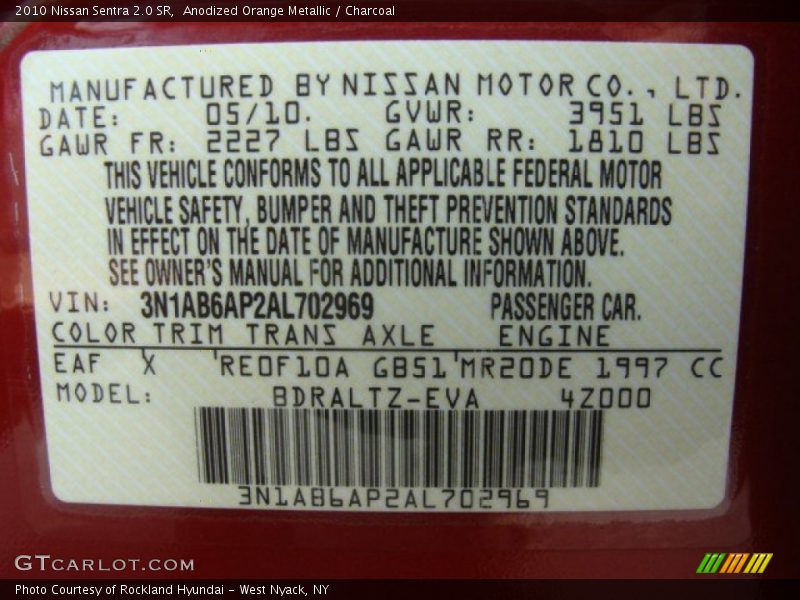 2010 Nissan Sentra 2.0 SR,  Anodized Orange Metallic / Charcoal
MANUFACTURED BY NISSAN MOTOR CO., LTD.
DATE: 05/10. GVWR: 3951 LBS
GAWR FR: 2227 LBS GAWR RR: 1810 LBS
THIS VEHICLE CONFORMS TO ALL APPLICABLE FEDERAL MOTOR
VEHICLE SAFETY, BUMPER AND THEFT PREVENTION STANDARDS
IN EFFECT ON THE DATE OF MANUFACTURE SHOWN ABOVE.
SEE OWNER'S MANUAL FOR ADDITIONAL INFORMATION.
VIN: 3N1AB6AP2AL702969 PASSENGER CAR.
COLOR TRIM TRANS AXLE ENGINE
EAF X RE0F10A GB51 MR20DE 1997 CC
MODEL: BDRALTZ-EVA 4Z000
3N1AB6AP2AL702969
GTCARLOT.COM
Photo Courtesy of Rockland Hyundai - West Nyack, NY